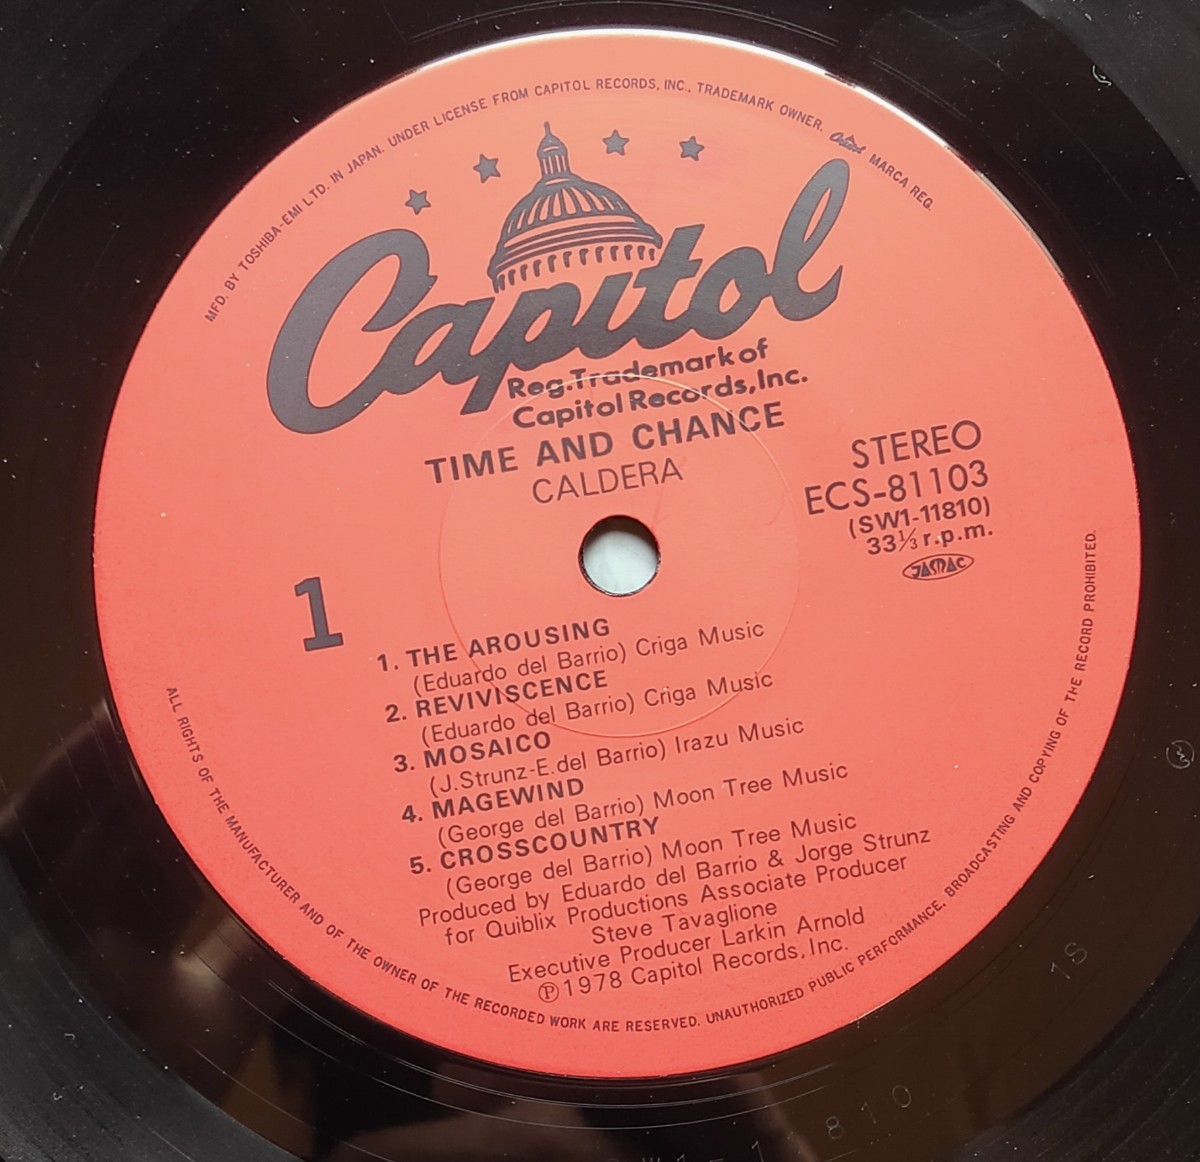 MFD. BY TOSHIBA-EMI LTD. IN JAPAN. UNDER LICENSE FROM CAPITOL RECORDS, INC., TRADEMARK OWNER. Capitol MARCA REG.
Capitol
Reg. Trademark of
Capitol Records, Inc.
TIME AND CHANCE
CALDERA
STEREO
ECS-81103
(SW1-11810)
33⅓ r.p.m.
JASRAC
1
1. THE AROUSING
(Eduardo del Barrio) Criga Music
2. REVIVISCENCE
(Eduardo del Barrio) Criga Music
3. MOSAICO
(J.Strunz-E.del Barrio) Irazu Music
4. MAGEWIND
(George del Barrio) Moon Tree Music
5. CROSSCOUNTRY
(George del Barrio) Moon Tree Music
Produced by Eduardo del Barrio & Jorge Strunz
for Quiblix Productions Associate Producer
Steve Tavaglione
Executive Producer Larkin Arnold
℗1978 Capitol Records, Inc.
ALL RIGHTS OF THE MANUFACTURER AND OF THE OWNER OF THE RECORDED WORK ARE RESERVED. UNAUTHORIZED PUBLIC PERFORMANCE, BROADCASTING AND COPYING OF THE RECORD PROHIBITED.
1S